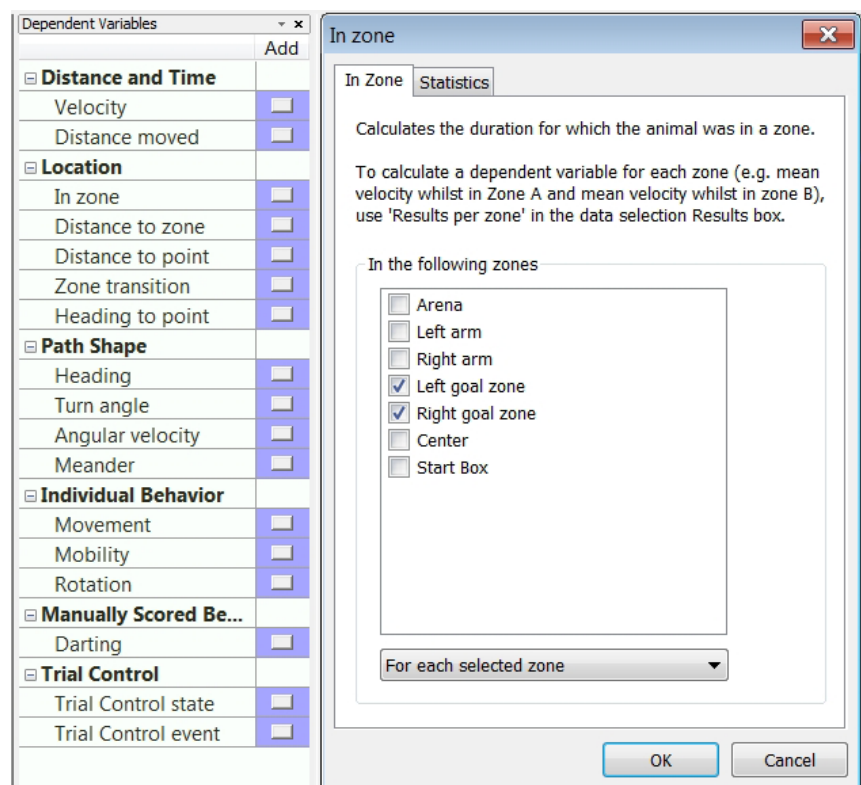 Dependent Variables
Add
Distance and Time
Velocity
Distance moved
Location
In zone
Distance to zone
Distance to point
Zone transition
Heading to point
Path Shape
Heading
Turn angle
Angular velocity
Meander
Individual Behavior
Movement
Mobility
Rotation
Manually Scored Be...
Darting
Trial Control
Trial Control state
Trial Control event
In zone
In Zone Statistics
Calculates the duration for which the animal was in a zone.
To calculate a dependent variable for each zone (e.g. mean
velocity whilst in Zone A and mean velocity whilst in zone B),
use 'Results per zone' in the data selection Results box.
In the following zones
Arena
Left arm
Right arm
Left goal zone
Right goal zone
Center
Start Box
For each selected zone
OK Cancel